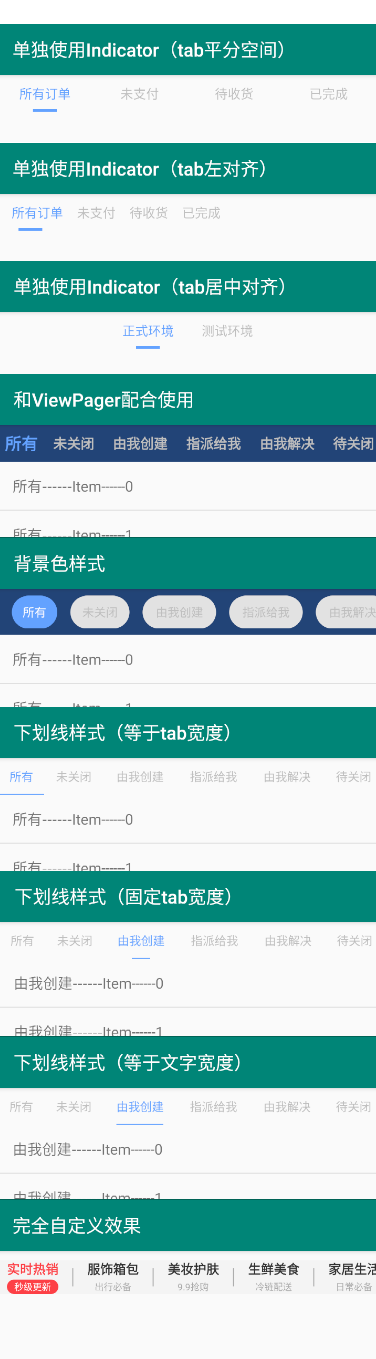 单独使用Indicator（tab平分空间）
所有订单 未支付 待收货 已完成
单独使用Indicator（tab左对齐）
所有订单 未支付 待收货 已完成
单独使用Indicator（tab居中对齐）
正式环境 测试环境
和ViewPager配合使用
所有 未关闭 由我创建 指派给我 由我解决 待关闭
所有------Item------0
所有------Item------1
背景色样式
所有 未关闭 由我创建 指派给我 由我解决
所有------Item------0
所有------Item------1
下划线样式（等于tab宽度）
所有 未关闭 由我创建 指派给我 由我解决 待关闭
所有------Item------0
所有------Item------1
下划线样式（固定tab宽度）
所有 未关闭 由我创建 指派给我 由我解决 待关闭
由我创建------Item------0
由我创建------Item------1
下划线样式（等于文字宽度）
所有 未关闭 由我创建 指派给我 由我解决 待关闭
由我创建------Item------0
由我创建------Item------1
完全自定义效果
实时热销 服饰箱包 美妆护肤 生鲜美食 家居生活
秒级更新 出行必备 9.9抢购 冷链配送 日常必备